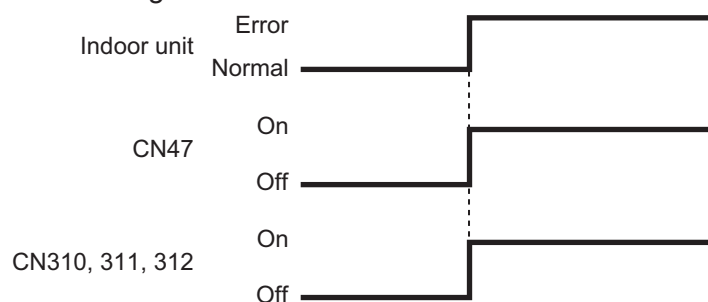 Error
Indoor unit
Normal
On
CN47
Off
On
CN310, 311, 312
Off